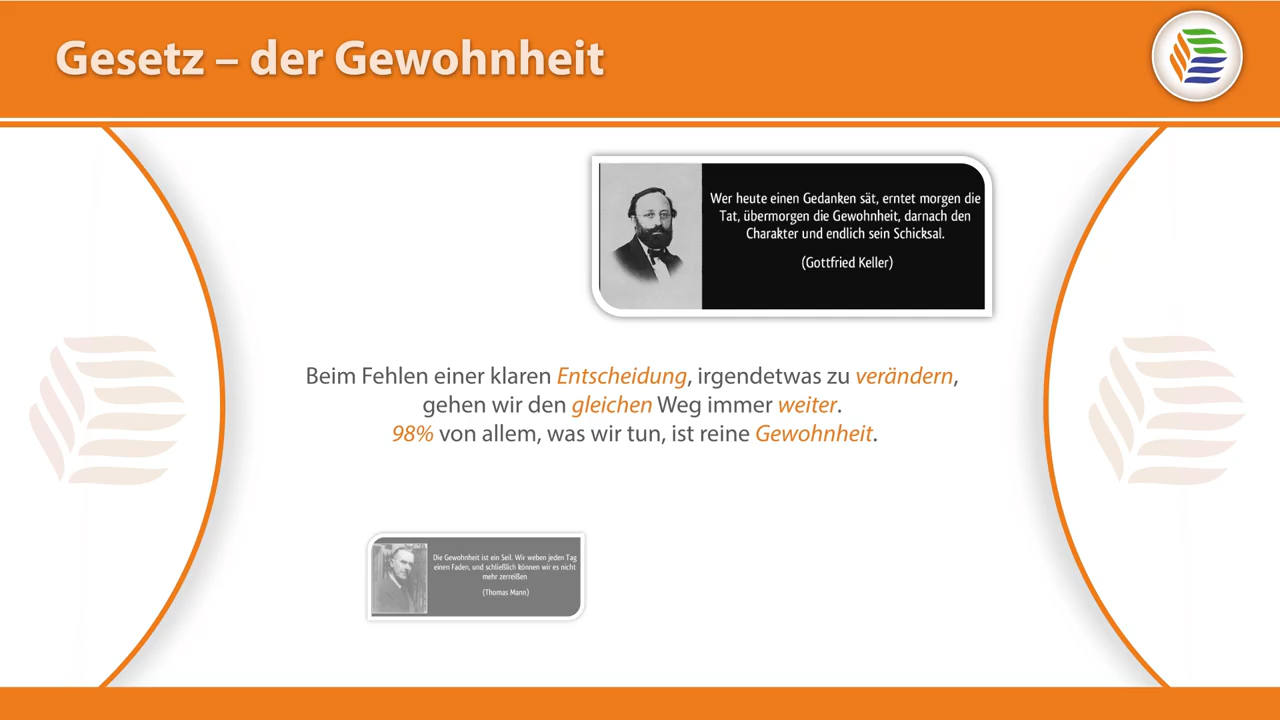 Gesetz – der Gewohnheit
Wer heute einen Gedanken sät, erntet morgen die
Tat, übermorgen die Gewohnheit, darnach den
Charakter und endlich sein Schicksal.
(Gottfried Keller)
Beim Fehlen einer klaren Entscheidung, irgendetwas zu verändern,
gehen wir den gleichen Weg immer weiter.
98% von allem, was wir tun, ist reine Gewohnheit.
Die Gewohnheit ist ein Seil. Wir weben jeden Tag
einen Faden, und schließlich können wir es nicht
mehr zerreißen
(Thomas Mann)